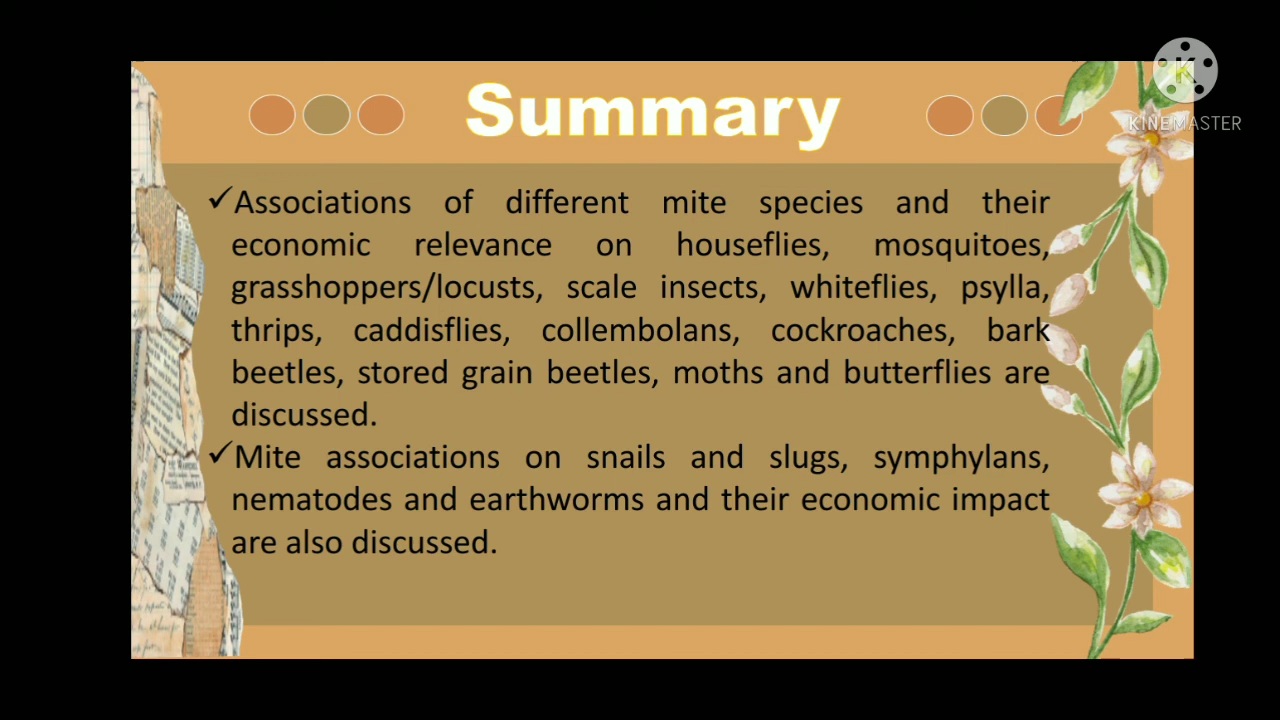 Summary
KINEMASTER
✓Associations of different mite species and their
economic relevance on houseflies, mosquitoes,
grasshoppers/locusts, scale insects, whiteflies, psylla,
thrips, caddisflies, collembolans, cockroaches, bark
beetles, stored grain beetles, moths and butterflies are
discussed.
✓Mite associations on snails and slugs, symphylans,
nematodes and earthworms and their economic impact
are also discussed.